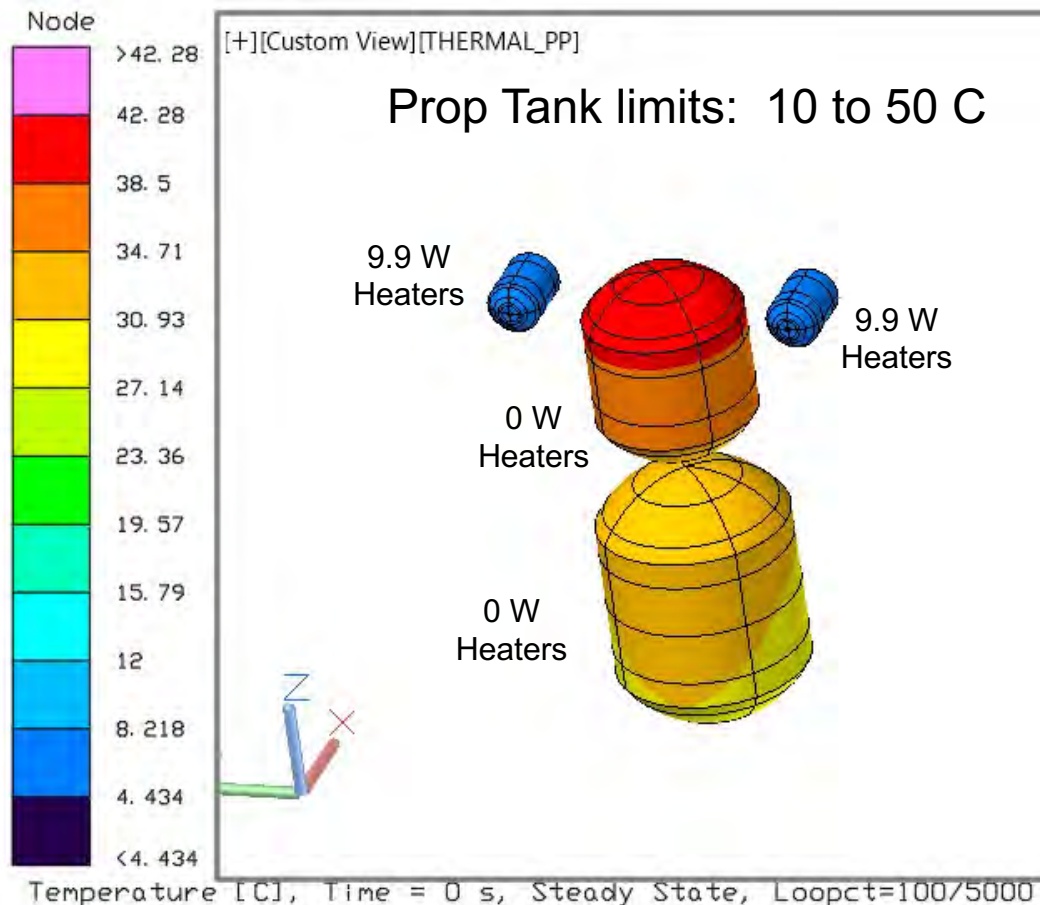 Node
>42. 28
42. 28
38. 5
34. 71
30. 93
27. 14
23. 36
19. 57
15. 79
12
8. 218
4. 434
<4. 434
[+][Custom View][THERMAL_PP]
Prop Tank limits: 10 to 50 C
9.9 W
Heaters
9.9 W
Heaters
0 W
Heaters
0 W
Heaters
Z
X
Temperature [C], Time = 0 s, Steady State, Loopct=100/5000